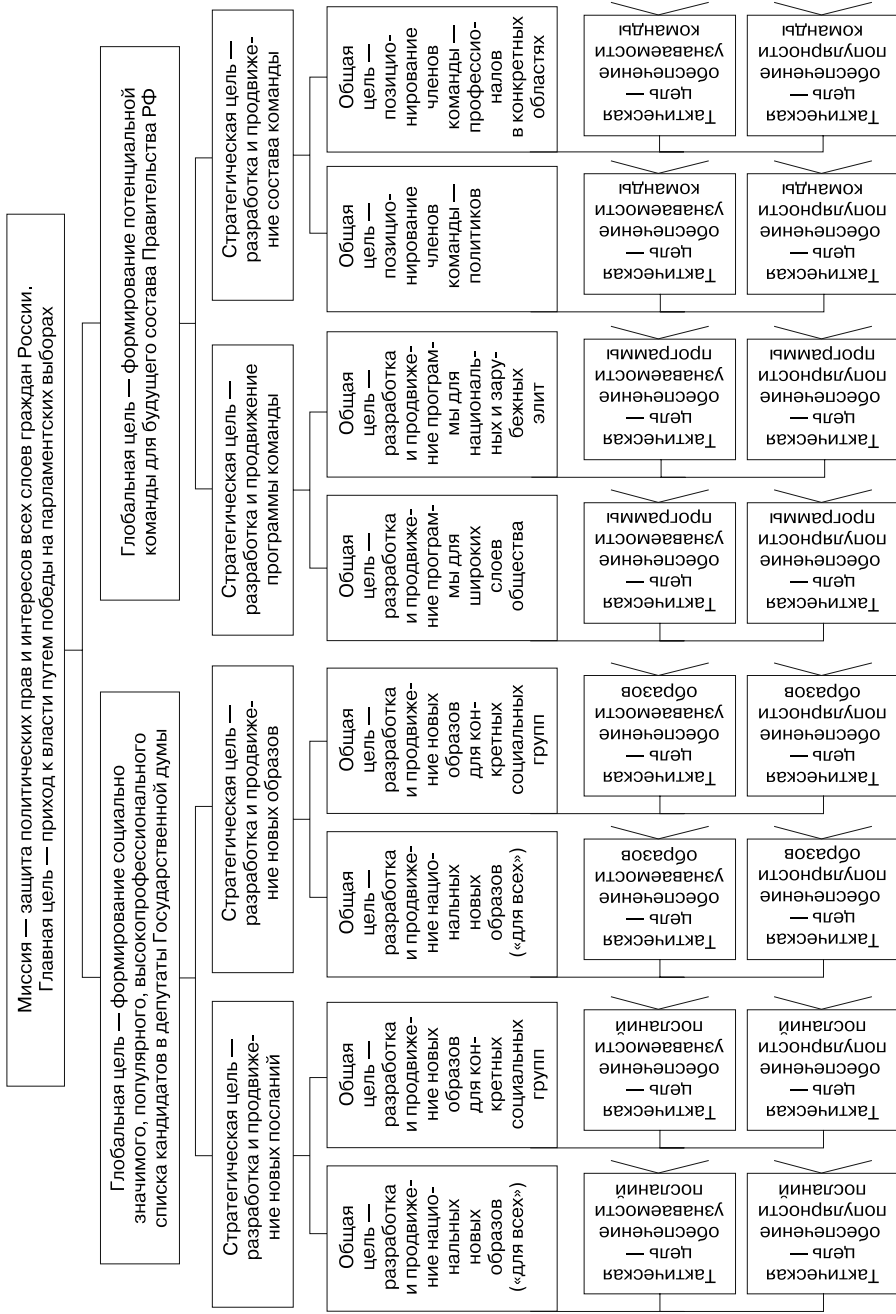 Миссия — защита политических прав и интересов всех слоев граждан России.
Главная цель — приход к власти путем победы на парламентских выборах
Глобальная цель — формирование социально
значимого, популярного, высокопрофессионального
списка кандидатов в депутаты Государственной думы
Глобальная цель — формирование потенциальной
команды для будущего состава Правительства РФ
Стратегическая цель —
разработка и продвиже-
ние новых посланий
Стратегическая цель —
разработка и продвиже-
ние новых образов
Стратегическая цель —
разработка и продвижение
программы команды
Стратегическая цель —
разработка и продвиже-
ние состава команды
Общая
цель —
разработка
и продвиже-
ние нацио-
нальных
новых
образов
(«для всех»)
Общая
цель —
разработка
и продвиже-
ние новых
образов
для кон-
кретных
социальных
групп
Общая
цель —
разработка
и продвиже-
ние нацио-
нальных
новых
образов
(«для всех»)
Общая
цель —
разработка
и продвиже-
ние новых
образов
для кон-
кретных
социальных
групп
Общая
цель —
разработка
и продвиже-
ние програм-
мы для
широких
слоев
общества
Общая
цель —
разработка
и продвиже-
ние програм-
мы для
националь-
ных и зару-
бежных
элит
Общая
цель —
позицио-
нирование
членов
команды —
политиков
Общая
цель —
позицио-
нирование
членов
команды —
профессио-
налов
в конкретных
областях
Тактическая
цель —
обеспечение
узнаваемости
посланий
Тактическая
цель —
обеспечение
узнаваемости
посланий
Тактическая
цель —
обеспечение
узнаваемости
образов
Тактическая
цель —
обеспечение
узнаваемости
образов
Тактическая
цель —
обеспечение
узнаваемости
программы
Тактическая
цель —
обеспечение
узнаваемости
программы
Тактическая
цель —
обеспечение
узнаваемости
команды
Тактическая
цель —
обеспечение
узнаваемости
команды
Тактическая
цель —
обеспечение
популярности
посланий
Тактическая
цель —
обеспечение
популярности
посланий
Тактическая
цель —
обеспечение
популярности
образов
Тактическая
цель —
обеспечение
популярности
образов
Тактическая
цель —
обеспечение
популярности
программы
Тактическая
цель —
обеспечение
популярности
программы
Тактическая
цель —
обеспечение
популярности
команды
Тактическая
цель —
обеспечение
популярности
команды